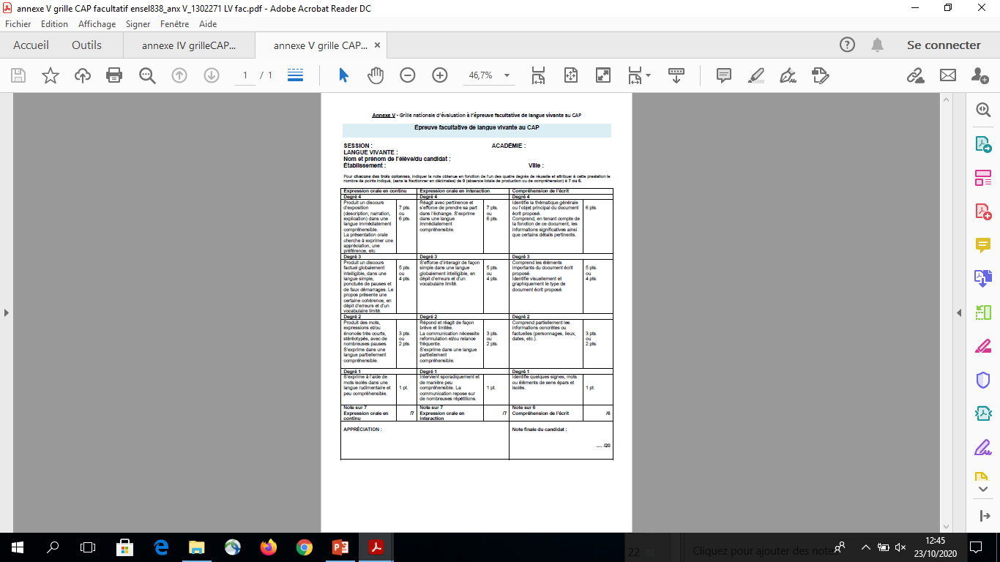 annexe V grille CAP facultatif ensel838_anx V_1302271 LV fac.pdf - Adobe Acrobat Reader DC
Fichier Edition Affichage Signer Fenêtre Aide
Accueil Outils annexe IV grilleCAP... annexe V grille CAP... ×
Se connecter
1 / 1 46,7%
Annexe V - Grille nationale d'évaluation à l'épreuve facultative de langue vivante au CAP
Épreuve facultative de langue vivante au CAP
SESSION : ACADÉMIE :
LANGUE VIVANTE :
Nom et prénom de l'élève/du candidat :
Établissement : Ville :
Pour chacune des trois colonnes, indiquer la note obtenue en fonction de l'un des quatre degrés de réussite et attribuer à cette prestation le
nombre de points indiqué, (sans la fractionner en décimales) de 0 (absence totale de production ou de compréhension) à 7 ou 6.
Expression orale en continu Expression orale en interaction Compréhension de l'écrit
Degré 4 Degré 4 Degré 4
Produit un discours
d'exposition
(description, narration,
explication) dans une
langue immédiatement
compréhensible.
La présentation orale
cherche à exprimer une
appréciation, une
préférence, etc.
7 pts.
ou
6 pts.
Réagit avec pertinence et
s'efforce de prendre sa part
dans l'échange. S'exprime
dans une langue
immédiatement
compréhensible.
7 pts.
ou
6 pts.
Identifie la thématique générale
ou l'objet principal du document
écrit proposé.
Comprend, en tenant compte de
la fonction de ce document, les
informations significatives ainsi
que certains détails pertinents.
6 pts.
Degré 3 Degré 3 Degré 3
Produit un discours
factuel globalement
intelligible, dans une
langue simple,
ponctuée de pauses et
de faux démarrages. Le
propos présente une
certaine cohérence, en
dépit d'erreurs et d'un
vocabulaire limité.
5 pts.
ou
4 pts.
S'efforce d'interagir de façon
simple dans une langue
globalement intelligible, en
dépit d'erreurs et d'un
vocabulaire limité.
5 pts.
ou
4 pts.
Comprend les éléments
importants du document écrit
proposé.
Identifie visuellement et
graphiquement le type de
document écrit proposé.
5 pts.
ou
4 pts.
Degré 2 Degré 2 Degré 2
Produit des mots,
expressions et/ou
énoncés très courts,
stéréotypés, avec de
nombreuses pauses.
S'exprime dans une
langue partiellement
compréhensible.
3 pts.
ou
2 pts.
Répond et réagit de façon
brève et limitée.
La communication nécessite
reformulation et/ou relance
fréquente.
S'exprime dans une langue
partiellement
compréhensible.
3 pts.
ou
2 pts.
Comprend partiellement les
informations concrètes ou
factuelles (personnages, lieux,
dates, etc.).
3 pts.
ou
2 pts.
Degré 1 Degré 1 Degré 1
S'exprime à l'aide de
mots isolés dans une
langue rudimentaire et
peu compréhensible.
1 pt.
Intervient sporadiquement et
de manière peu
compréhensible. La
communication repose sur
de nombreuses répétitions.
1 pt.
Identifie quelques signes, mots
ou éléments de sens épars et
isolés.
1 pt.
Note sur 7
Expression orale en
continu
/7
Note sur 7
Expression orale en
interaction
/7
Note sur 6
Compréhension de l'écrit
/6
APPRÉCIATION :
Note finale du candidat :
.... /20
22 Cliquez pour ajouter des notes
12:45
23/10/2020